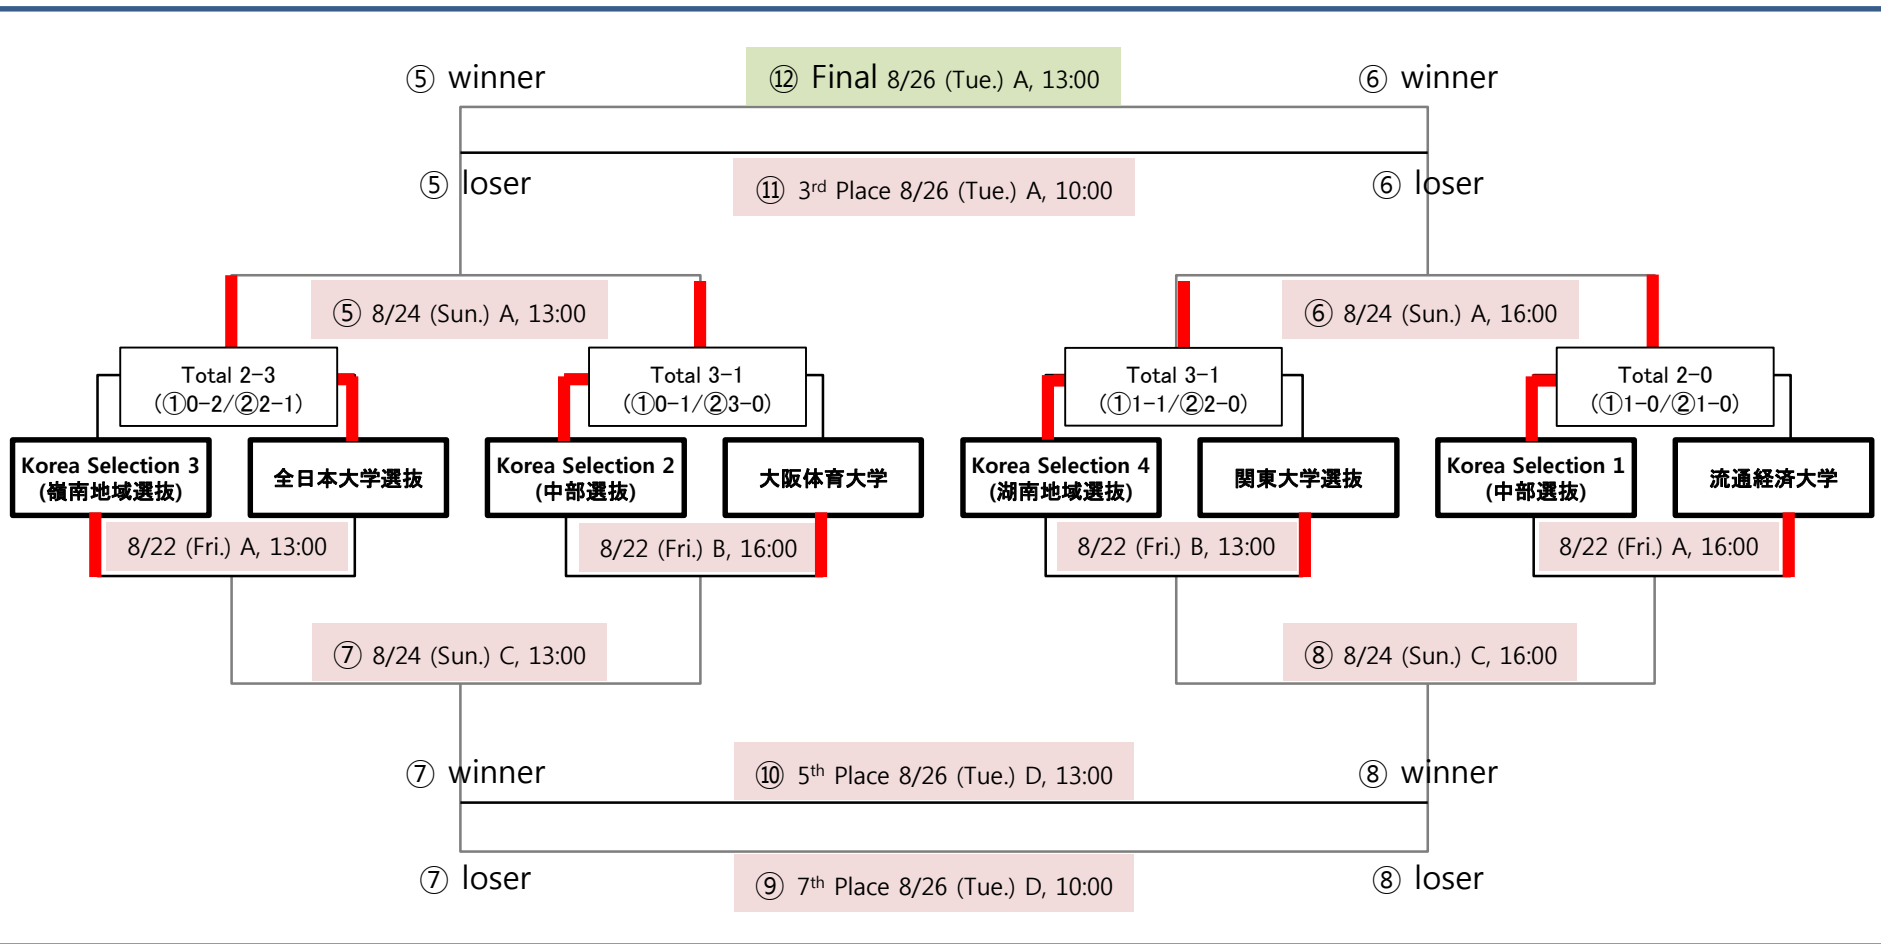 ⑤ winner
⑫ Final 8/26 (Tue.) A, 13:00
⑥ winner
⑤ loser
⑪ 3rd Place 8/26 (Tue.) A, 10:00
⑥ loser
⑤ 8/24 (Sun.) A, 13:00
⑥ 8/24 (Sun.) A, 16:00
Total 2-3
(①0-2/②2-1)
Total 3-1
(①0-1/②3-0)
Total 3-1
(①1-1/②2-0)
Total 2-0
(①1-0/②1-0)
Korea Selection 3
(嶺南地域選抜)
全日本大学選抜
Korea Selection 2
(中部選抜)
大阪体育大学
Korea Selection 4
(湖南地域選抜)
関東大学選抜
Korea Selection 1
(中部選抜)
流通経済大学
8/22 (Fri.) A, 13:00
8/22 (Fri.) B, 16:00
8/22 (Fri.) B, 13:00
8/22 (Fri.) A, 16:00
⑦ 8/24 (Sun.) C, 13:00
⑧ 8/24 (Sun.) C, 16:00
⑦ winner
⑩ 5th Place 8/26 (Tue.) D, 13:00
⑧ winner
⑦ loser
⑨ 7th Place 8/26 (Tue.) D, 10:00
⑧ loser